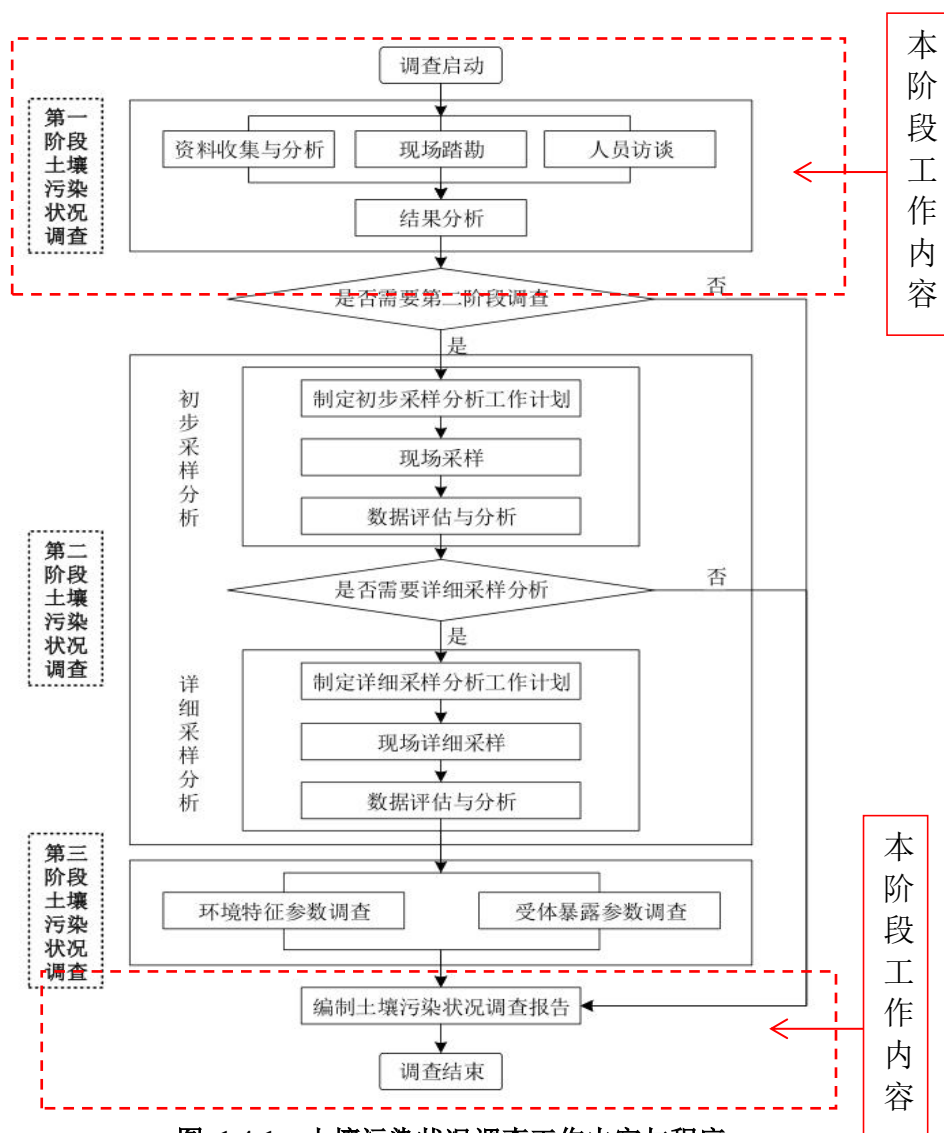 调查启动
本阶段工作内容
第一阶段土壤污染状况调查
资料收集与分析
现场踏勘
人员访谈
结果分析
是否需要第二阶段调查
否
是
初步采样分析
制定初步采样分析工作计划
现场采样
数据评估与分析
第二阶段土壤污染状况调查
是否需要详细采样分析
否
是
详细采样分析
制定详细采样分析工作计划
现场详细采样
数据评估与分析
第三阶段土壤污染状况调查
环境特征参数调查
受体暴露参数调查
本阶段工作内容
编制土壤污染状况调查报告
调查结束